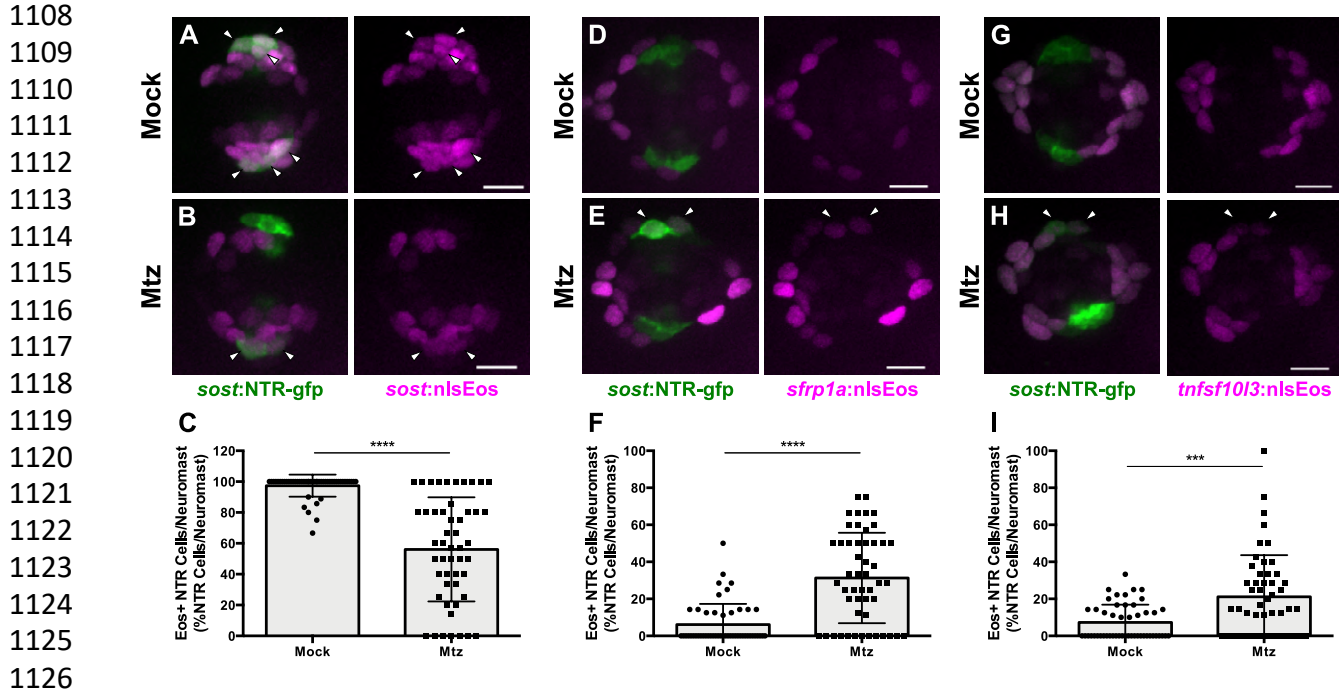 1108
1109
1110
1111
1112
1113
1114
1115
1116
1117
1118
1119
1120
1121
1122
1123
1124
1125
1126
A
Mock
B
Mtz
sost:NTR-gfp
sost:nlsEos
C
Eos+ NTR Cells/Neuromast
(%NTR Cells/Neuromast)
120
100
80
60
40
20
0
****
Mock
Mtz
D
Mock
E
Mtz
sost:NTR-gfp
sfrp1a:nlsEos
F
Eos+ NTR Cells/Neuromast
(%NTR Cells/Neuromast)
100
80
60
40
20
0
****
Mock
Mtz
G
Mock
H
Mtz
sost:NTR-gfp
tnfsf10l3:nlsEos
I
Eos+ NTR Cells/Neuromast
(%NTR Cells/Neuromast)
100
80
60
40
20
0
***
Mock
Mtz